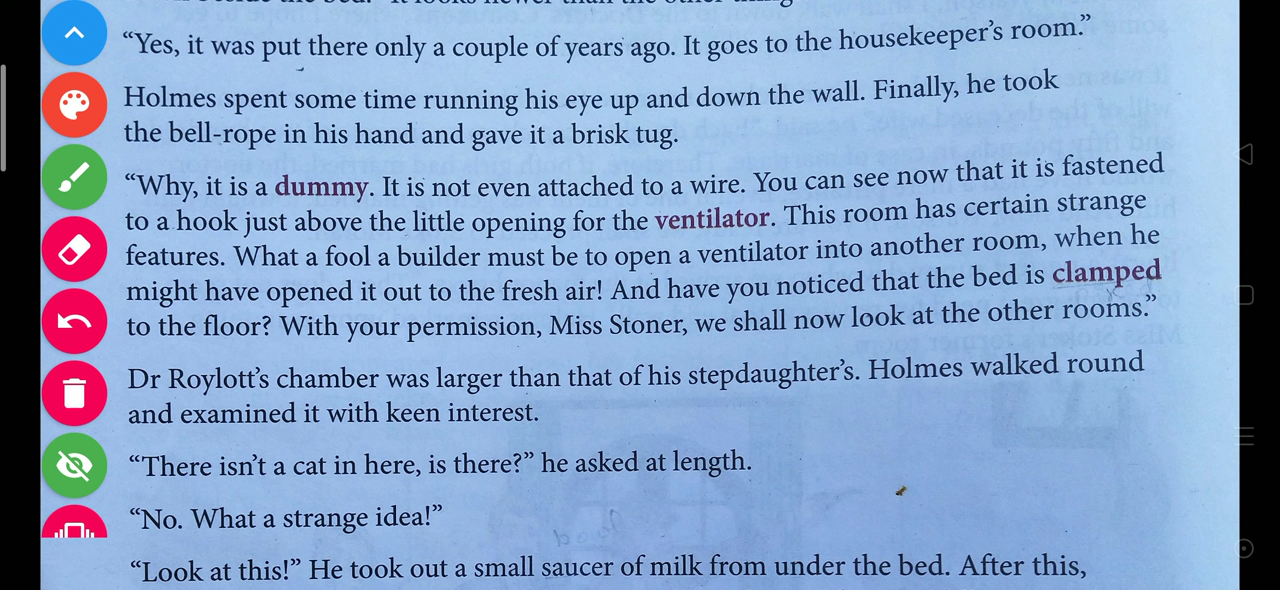 “Yes, it was put there only a couple of years ago. It goes to the housekeeper’s room.”
Holmes spent some time running his eye up and down the wall. Finally, he took
the bell-rope in his hand and gave it a brisk tug.
“Why, it is a dummy. It is not even attached to a wire. You can see now that it is fastened
to a hook just above the little opening for the ventilator. This room has certain strange
features. What a fool a builder must be to open a ventilator into another room, when he
might have opened it out to the fresh air! And have you noticed that the bed is clamped
to the floor? With your permission, Miss Stoner, we shall now look at the other rooms.”
Dr Roylott’s chamber was larger than that of his stepdaughter’s. Holmes walked round
and examined it with keen interest.
“There isn’t a cat in here, is there?” he asked at length.
“No. What a strange idea!”
“Look at this!” He took out a small saucer of milk from under the bed. After this,